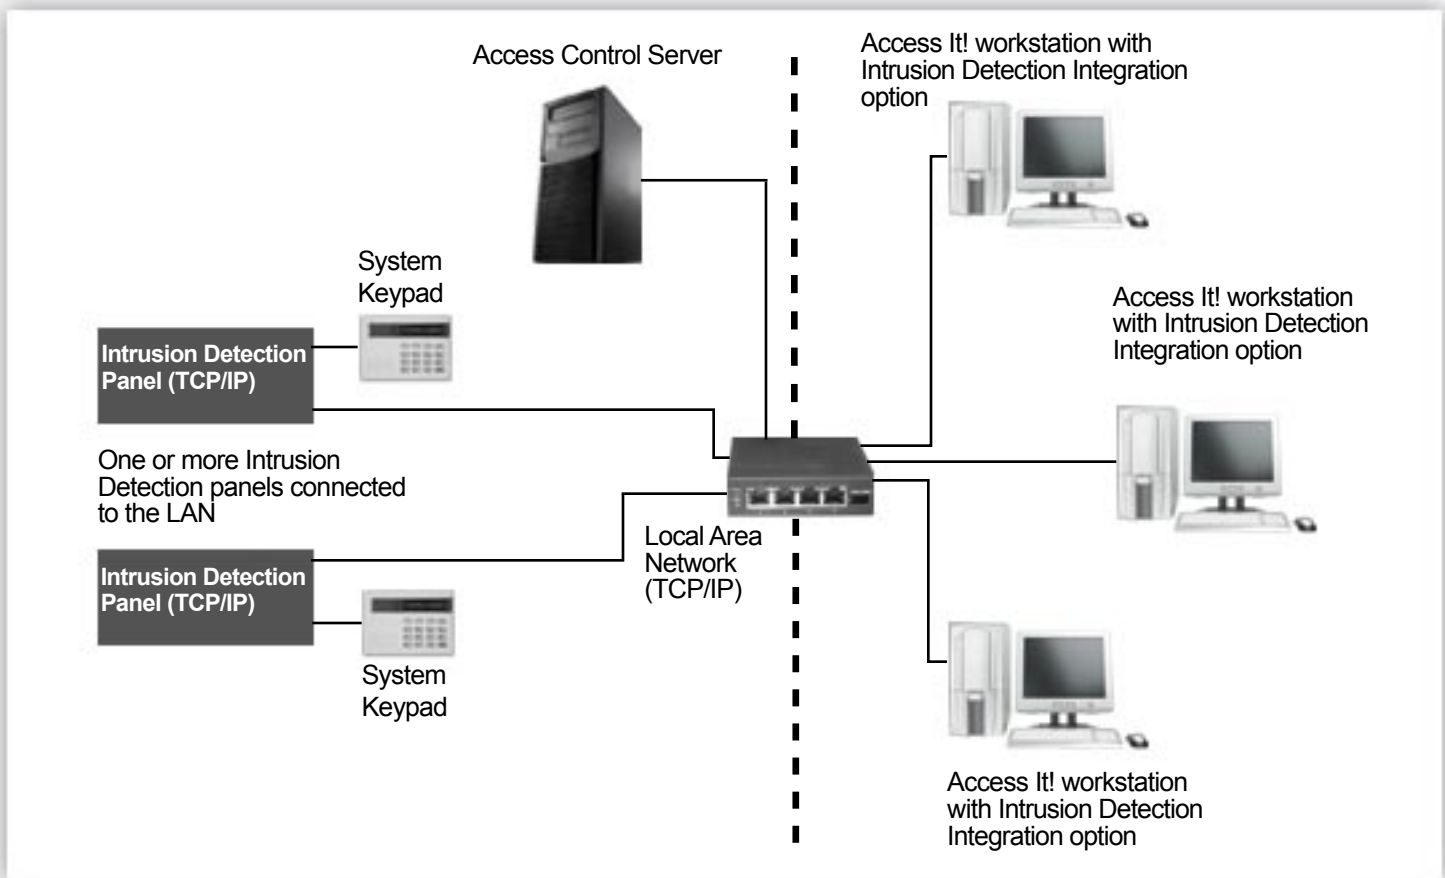 Access Control Server
Access It! workstation with
Intrusion Detection Integration
option
System
Keypad
Access It! workstation
with Intrusion Detection
Integration option
Intrusion Detection
Panel (TCP/IP)
One or more Intrusion
Detection panels connected
to the LAN
Local Area
Network
(TCP/IP)
Intrusion Detection
Panel (TCP/IP)
System
Keypad
Access It! workstation
with Intrusion Detection
Integration option